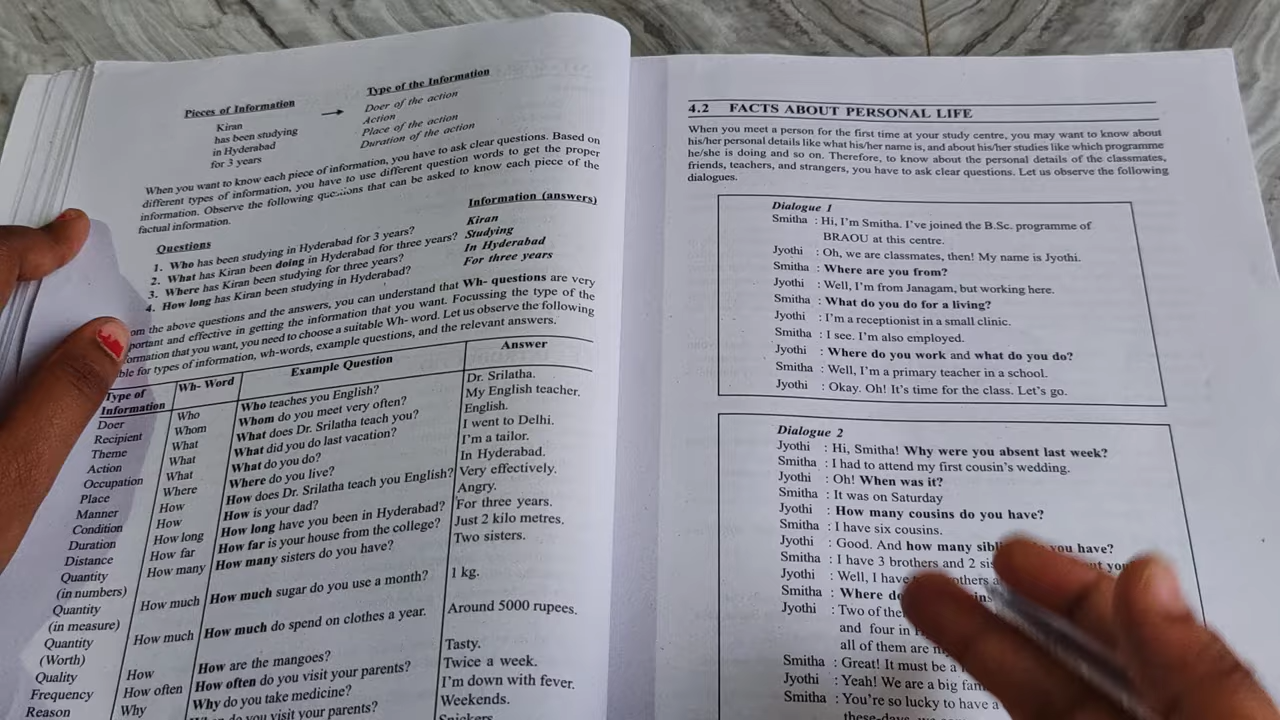 Pieces of Information → Type of the Information
Kiran Doer of the action
has been studying Action
in Hyderabad Place of the action
for 3 years Duration of the action
When you want to know each piece of information, you have to ask clear questions. Based on
different types of information, you have to use different question words to get the proper
information. Observe the following questions that can be asked to know each piece of the
factual information.
Questions Information (answers)
1. Who has been studying in Hyderabad for 3 years? Kiran
2. What has Kiran been doing in Hyderabad for three years? Studying
3. Where has Kiran been studying for three years? In Hyderabad
4. How long has Kiran been studying in Hyderabad? For three years
om the above questions and the answers, you can understand that Wh- questions are very
portant and effective in getting the information that you want. Focussing the type of the
ormation that you want, you need to choose a suitable Wh- word. Let us observe the following
ble for types of information, wh-words, example questions, and the relevant answers.
Type of Information Wh- Word Example Question Answer
Doer Who Who teaches you English? Dr. Srilatha.
Recipient Whom Whom do you meet very often? My English teacher.
Theme What What does Dr. Srilatha teach you? English.
Action What What did you do last vacation? I went to Delhi.
Occupation What What do you do? I'm a tailor.
Place Where Where do you live? In Hyderabad.
Manner How How does Dr. Srilatha teach you English? Very effectively.
Condition How How is your dad? Angry.
Duration How long How long have you been in Hyderabad? For three years.
Distance How far How far is your house from the college? Just 2 kilo metres.
Quantity (in numbers) How many How many sisters do you have? Two sisters.
Quantity (in measure) How much How much sugar do you use a month? 1 kg.
Quantity (Worth) How much How much do spend on clothes a year. Around 5000 rupees.
Quality How How are the mangoes? Tasty.
Frequency How often How often do you visit your parents? Twice a week.
Reason Why Why do you take medicine? I'm down with fever.
do you visit your parents? Weekends.
Snickers
4.2 FACTS ABOUT PERSONAL LIFE
When you meet a person for the first time at your study centre, you may want to know about
his/her personal details like what his/her name is, and about his/her studies like which programme
he/she is doing and so on. Therefore, to know about the personal details of the classmates,
friends, teachers, and strangers, you have to ask clear questions. Let us observe the following
dialogues.
Dialogue 1
Smitha : Hi, I'm Smitha. I've joined the B.Sc. programme of
BRAOU at this centre.
Jyothi : Oh, we are classmates, then! My name is Jyothi.
Smitha : Where are you from?
Jyothi : Well, I'm from Janagam, but working here.
Smitha : What do you do for a living?
Jyothi : I'm a receptionist in a small clinic.
Smitha : I see. I'm also employed.
Jyothi : Where do you work and what do you do?
Smitha : Well, I'm a primary teacher in a school.
Jyothi : Okay. Oh! It's time for the class. Let's go.
Dialogue 2
Jyothi : Hi, Smitha! Why were you absent last week?
Smitha : I had to attend my first cousin's wedding.
Jyothi : Oh! When was it?
Smitha : It was on Saturday
Jyothi : How many cousins do you have?
Smitha : I have six cousins.
Jyothi : Good. And how many you have?
Smitha : I have 3 brothers and 2
Jyothi : Well, I have
Smitha : Where
Jyothi : Two of
and four in
all of them are
Smitha : Great! It must be a
Jyothi : Yeah! We are a big
Smitha : You're so lucky to have a
these-days,